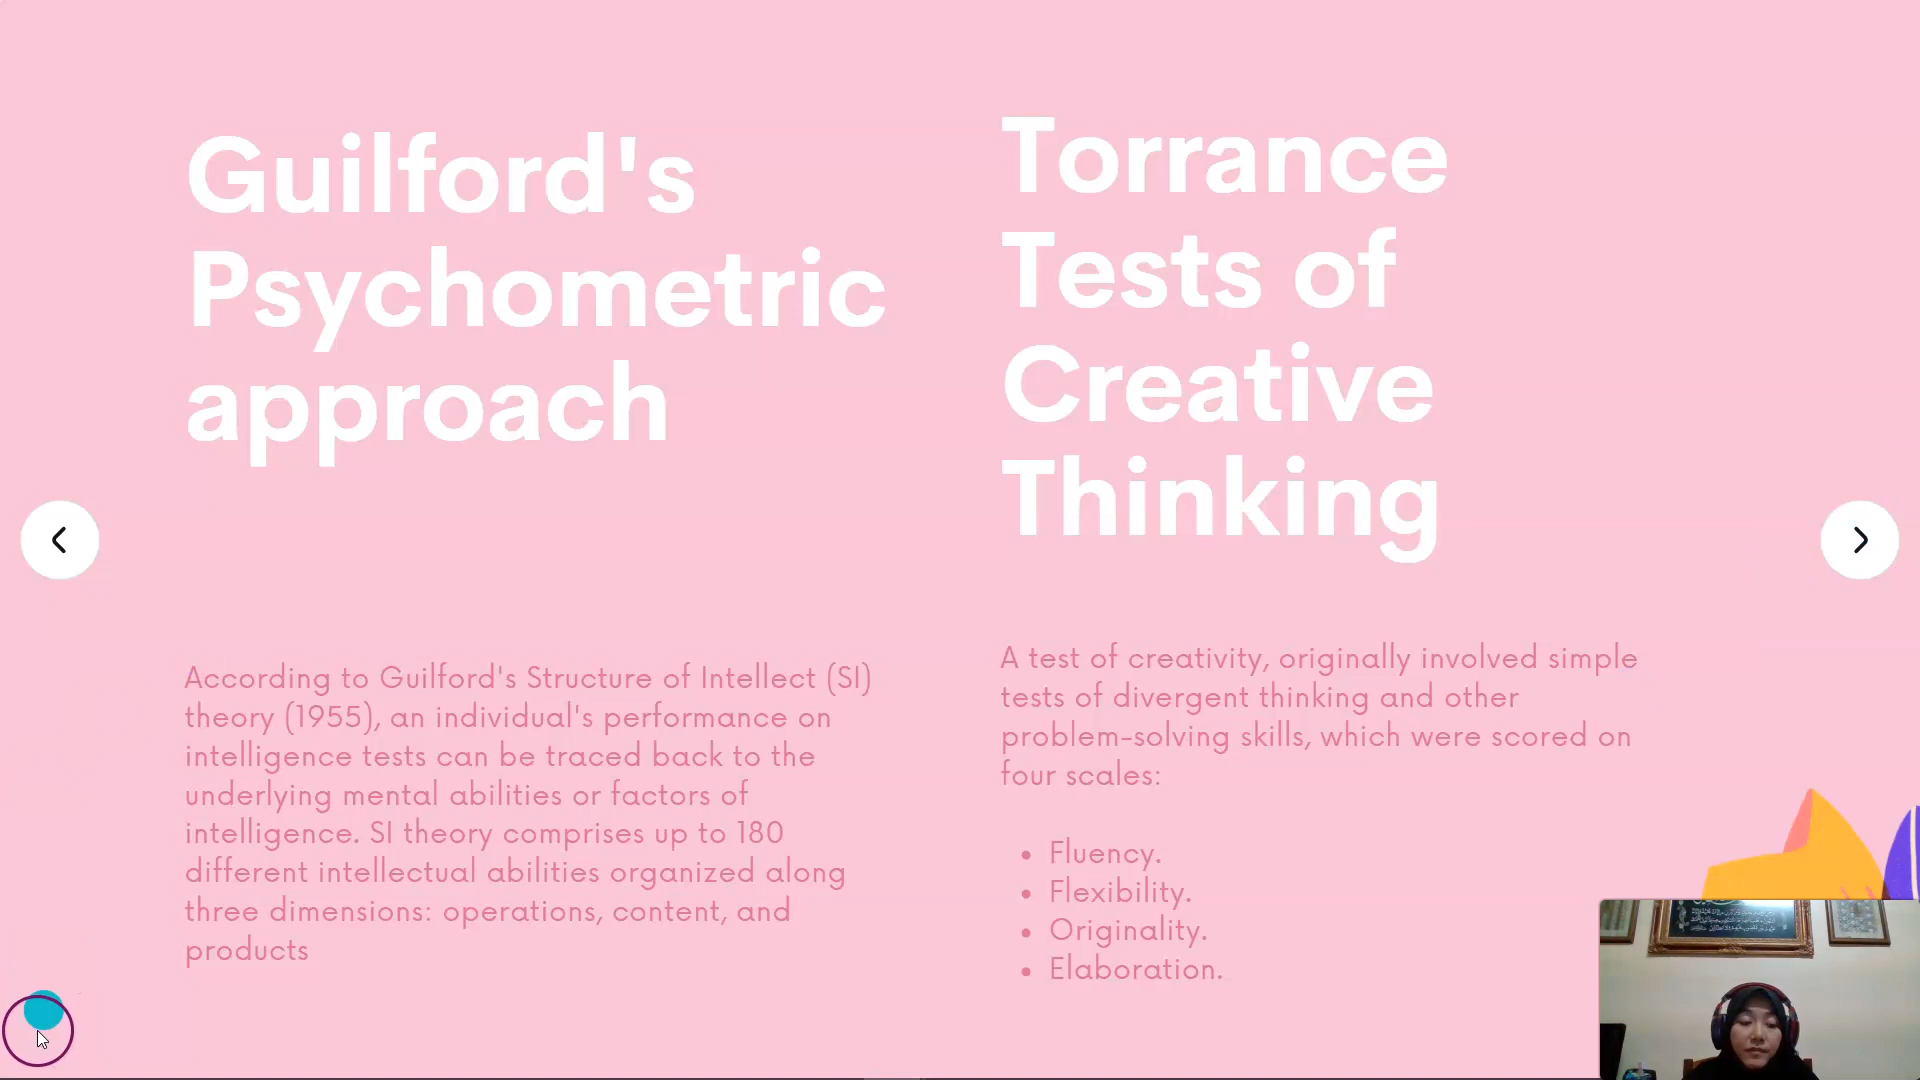 Guilford's
Psychometric
approach
According to Guilford's Structure of Intellect (SI)
theory (1955), an individual's performance on
intelligence tests can be traced back to the
underlying mental abilities or factors of
intelligence. SI theory comprises up to 180
different intellectual abilities organized along
three dimensions: operations, content, and
products
Torrance
Tests of
Creative
Thinking
A test of creativity, originally involved simple
tests of divergent thinking and other
problem-solving skills, which were scored on
four scales:
• Fluency.
• Flexibility.
• Originality.
• Elaboration.